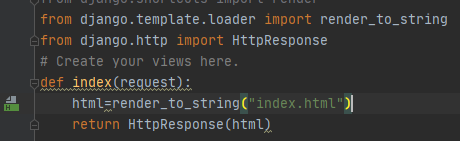 from django.shortcuts import render
from django.template.loader import render_to_string
from django.http import HttpResponse
# Create your views here.
def index(request):
html=render_to_string("index.html")
return HttpResponse(html)